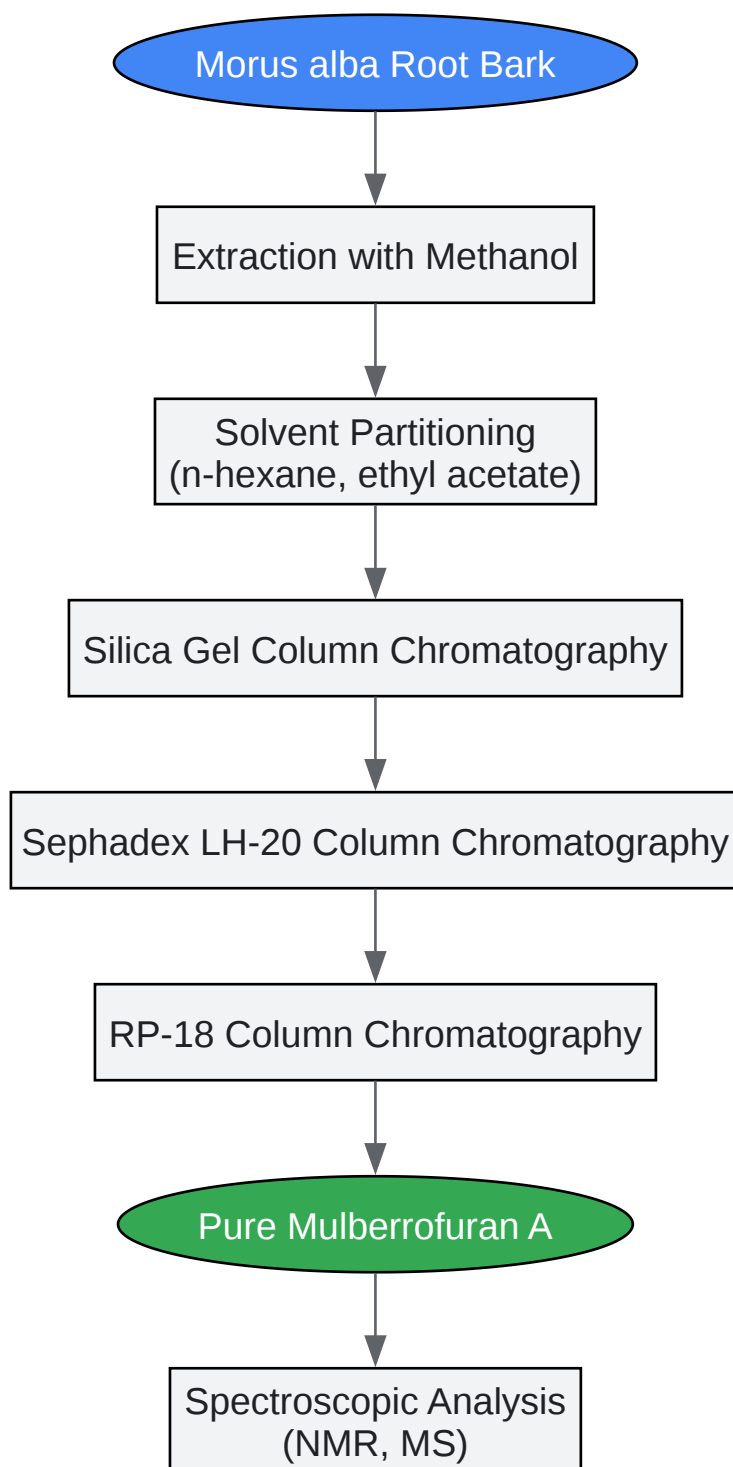 Morus alba Root Bark
Extraction with Methanol
Solvent Partitioning
(n-hexane, ethyl acetate)
Silica Gel Column Chromatography
Sephadex LH-20 Column Chromatography
RP-18 Column Chromatography
Pure Mulberrofuran A
Spectroscopic Analysis
(NMR, MS)